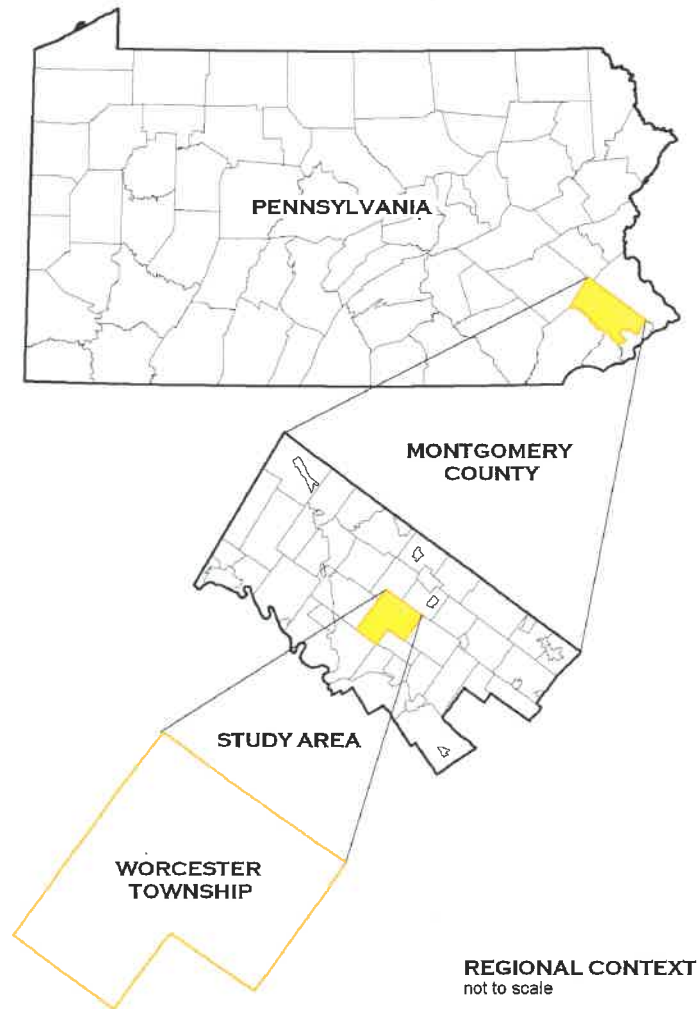 PENNSYLVANIA
MONTGOMERY
COUNTY
STUDY AREA
WORCESTER
TOWNSHIP
REGIONAL CONTEXT
not to scale